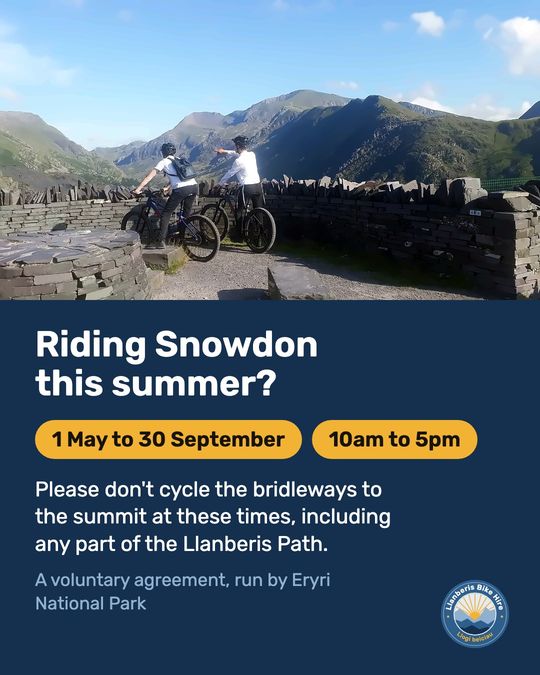 Riding Snowdon
this summer?
1 May to 30 September
10am to 5pm
Please don't cycle the bridleways to
the summit at these times, including
any part of the Llanberis Path.
A voluntary agreement, run by Eryri
National Park
Llanberis Bike Hire
Llogi beiciau